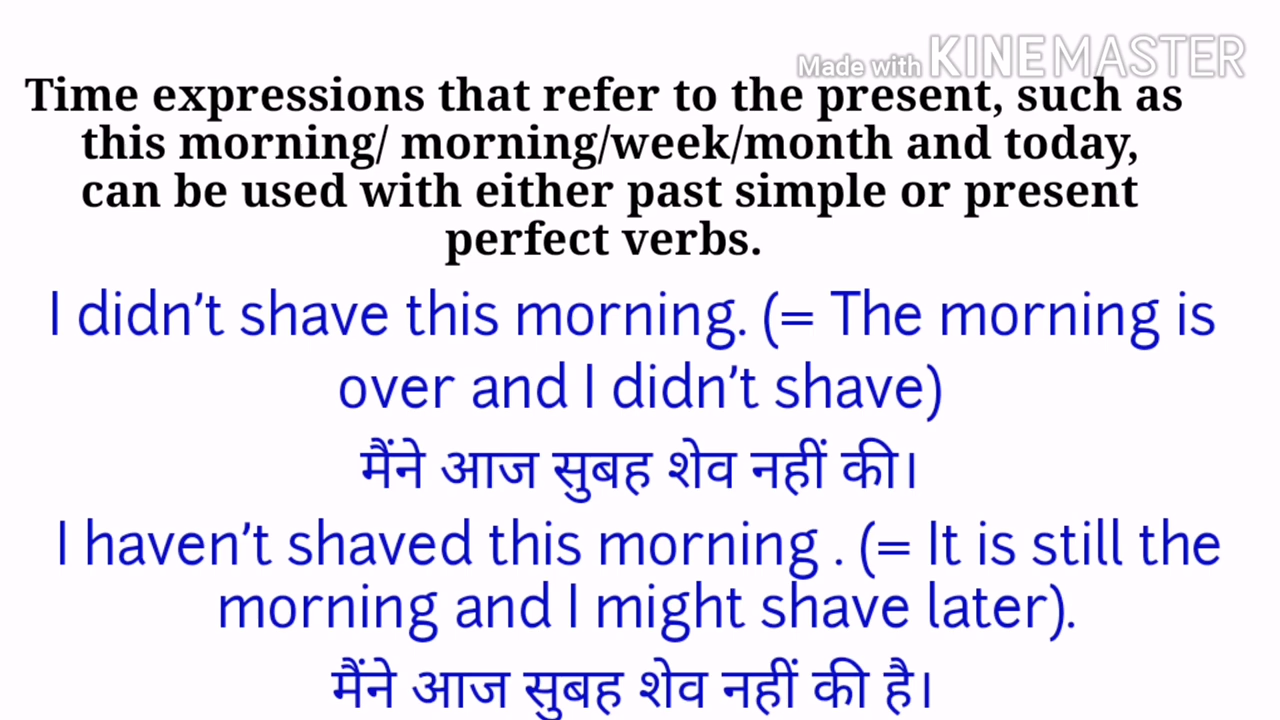 Made with KINEMASTER
Time expressions that refer to the present, such as
this morning/ morning/week/month and today,
can be used with either past simple or present
perfect verbs.
I didn’t shave this morning. (= The morning is
over and I didn’t shave)
मैंने आज सुबह शेव नहीं की।
I haven’t shaved this morning . (= It is still the
morning and I might shave later).
मैंने आज सुबह शेव नहीं की है।